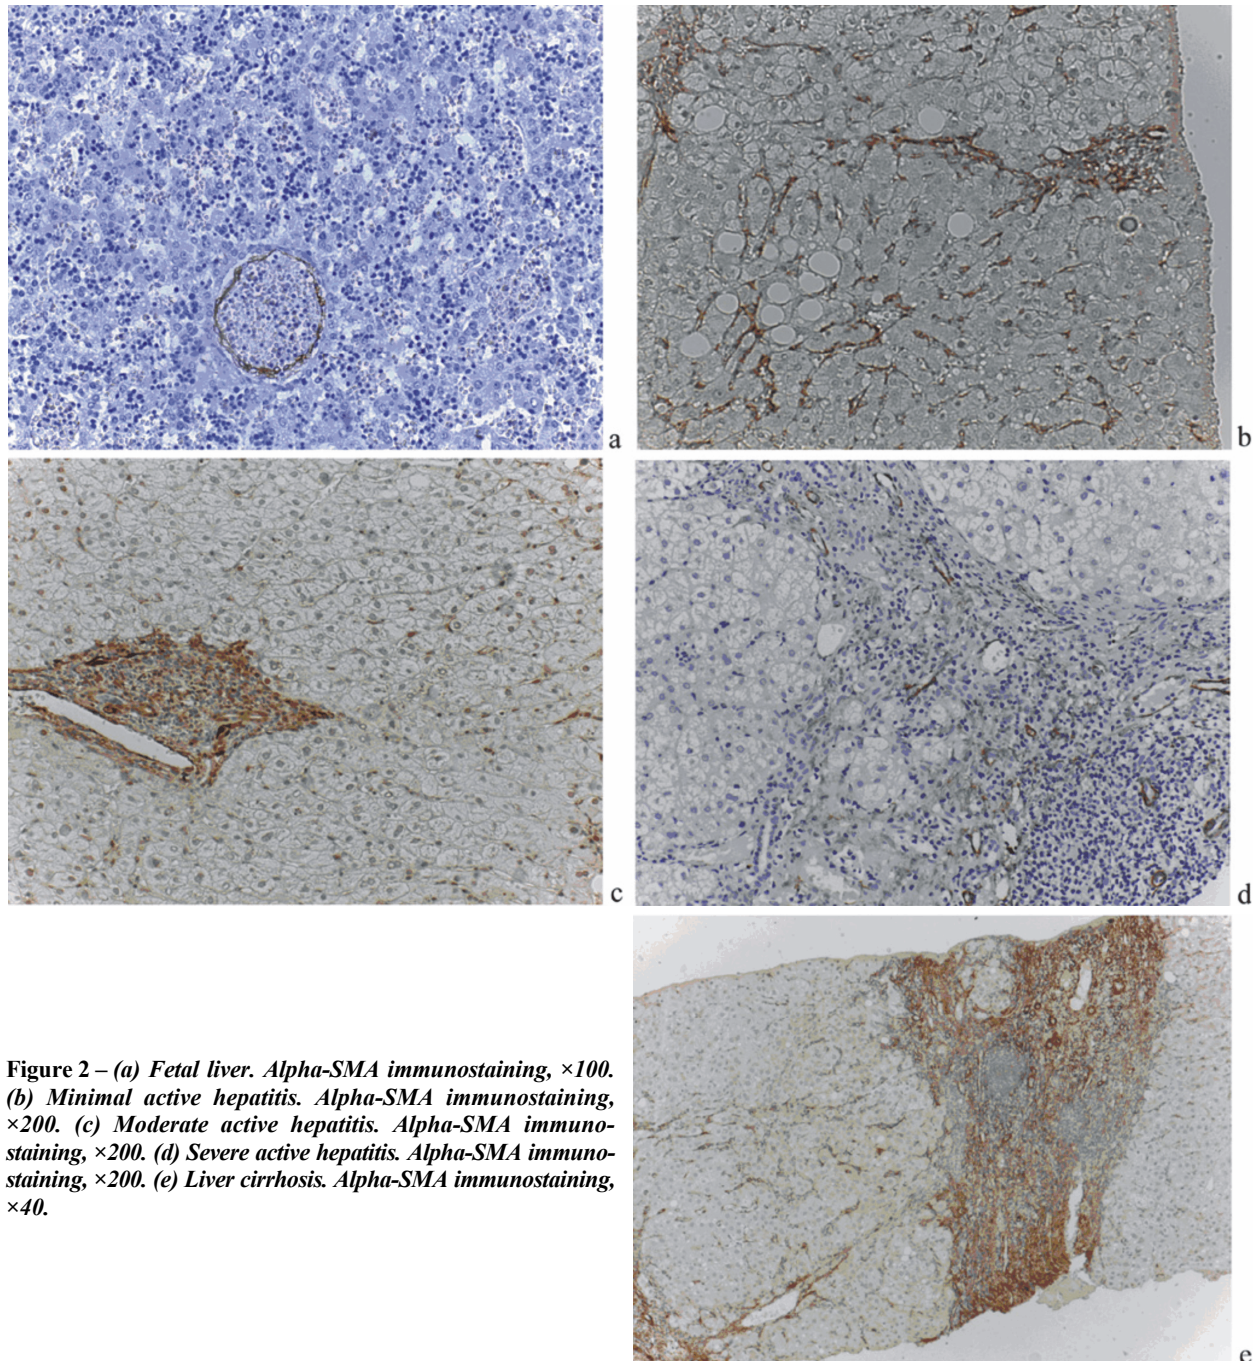 a
b
c
d
Figure 2 – (a) Fetal liver. Alpha-SMA immunostaining, ×100.
(b) Minimal active hepatitis. Alpha-SMA immunostaining,
×200. (c) Moderate active hepatitis. Alpha-SMA immuno-
staining, ×200. (d) Severe active hepatitis. Alpha-SMA immuno-
staining, ×200. (e) Liver cirrhosis. Alpha-SMA immunostaining,
×40.
e